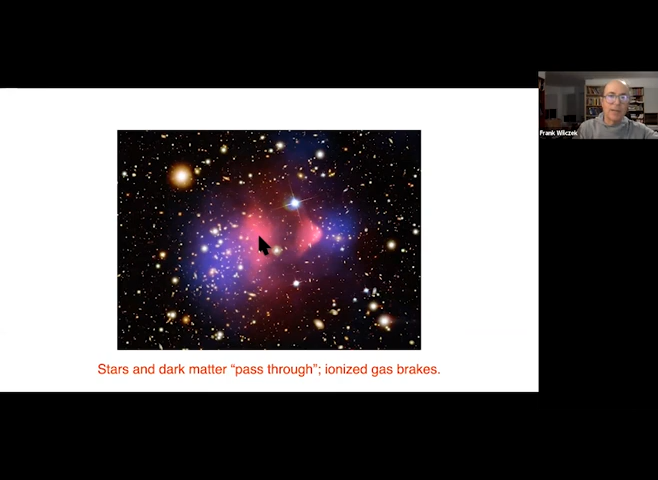 Frank Wilczek
Stars and dark matter “pass through”; ionized gas brakes.